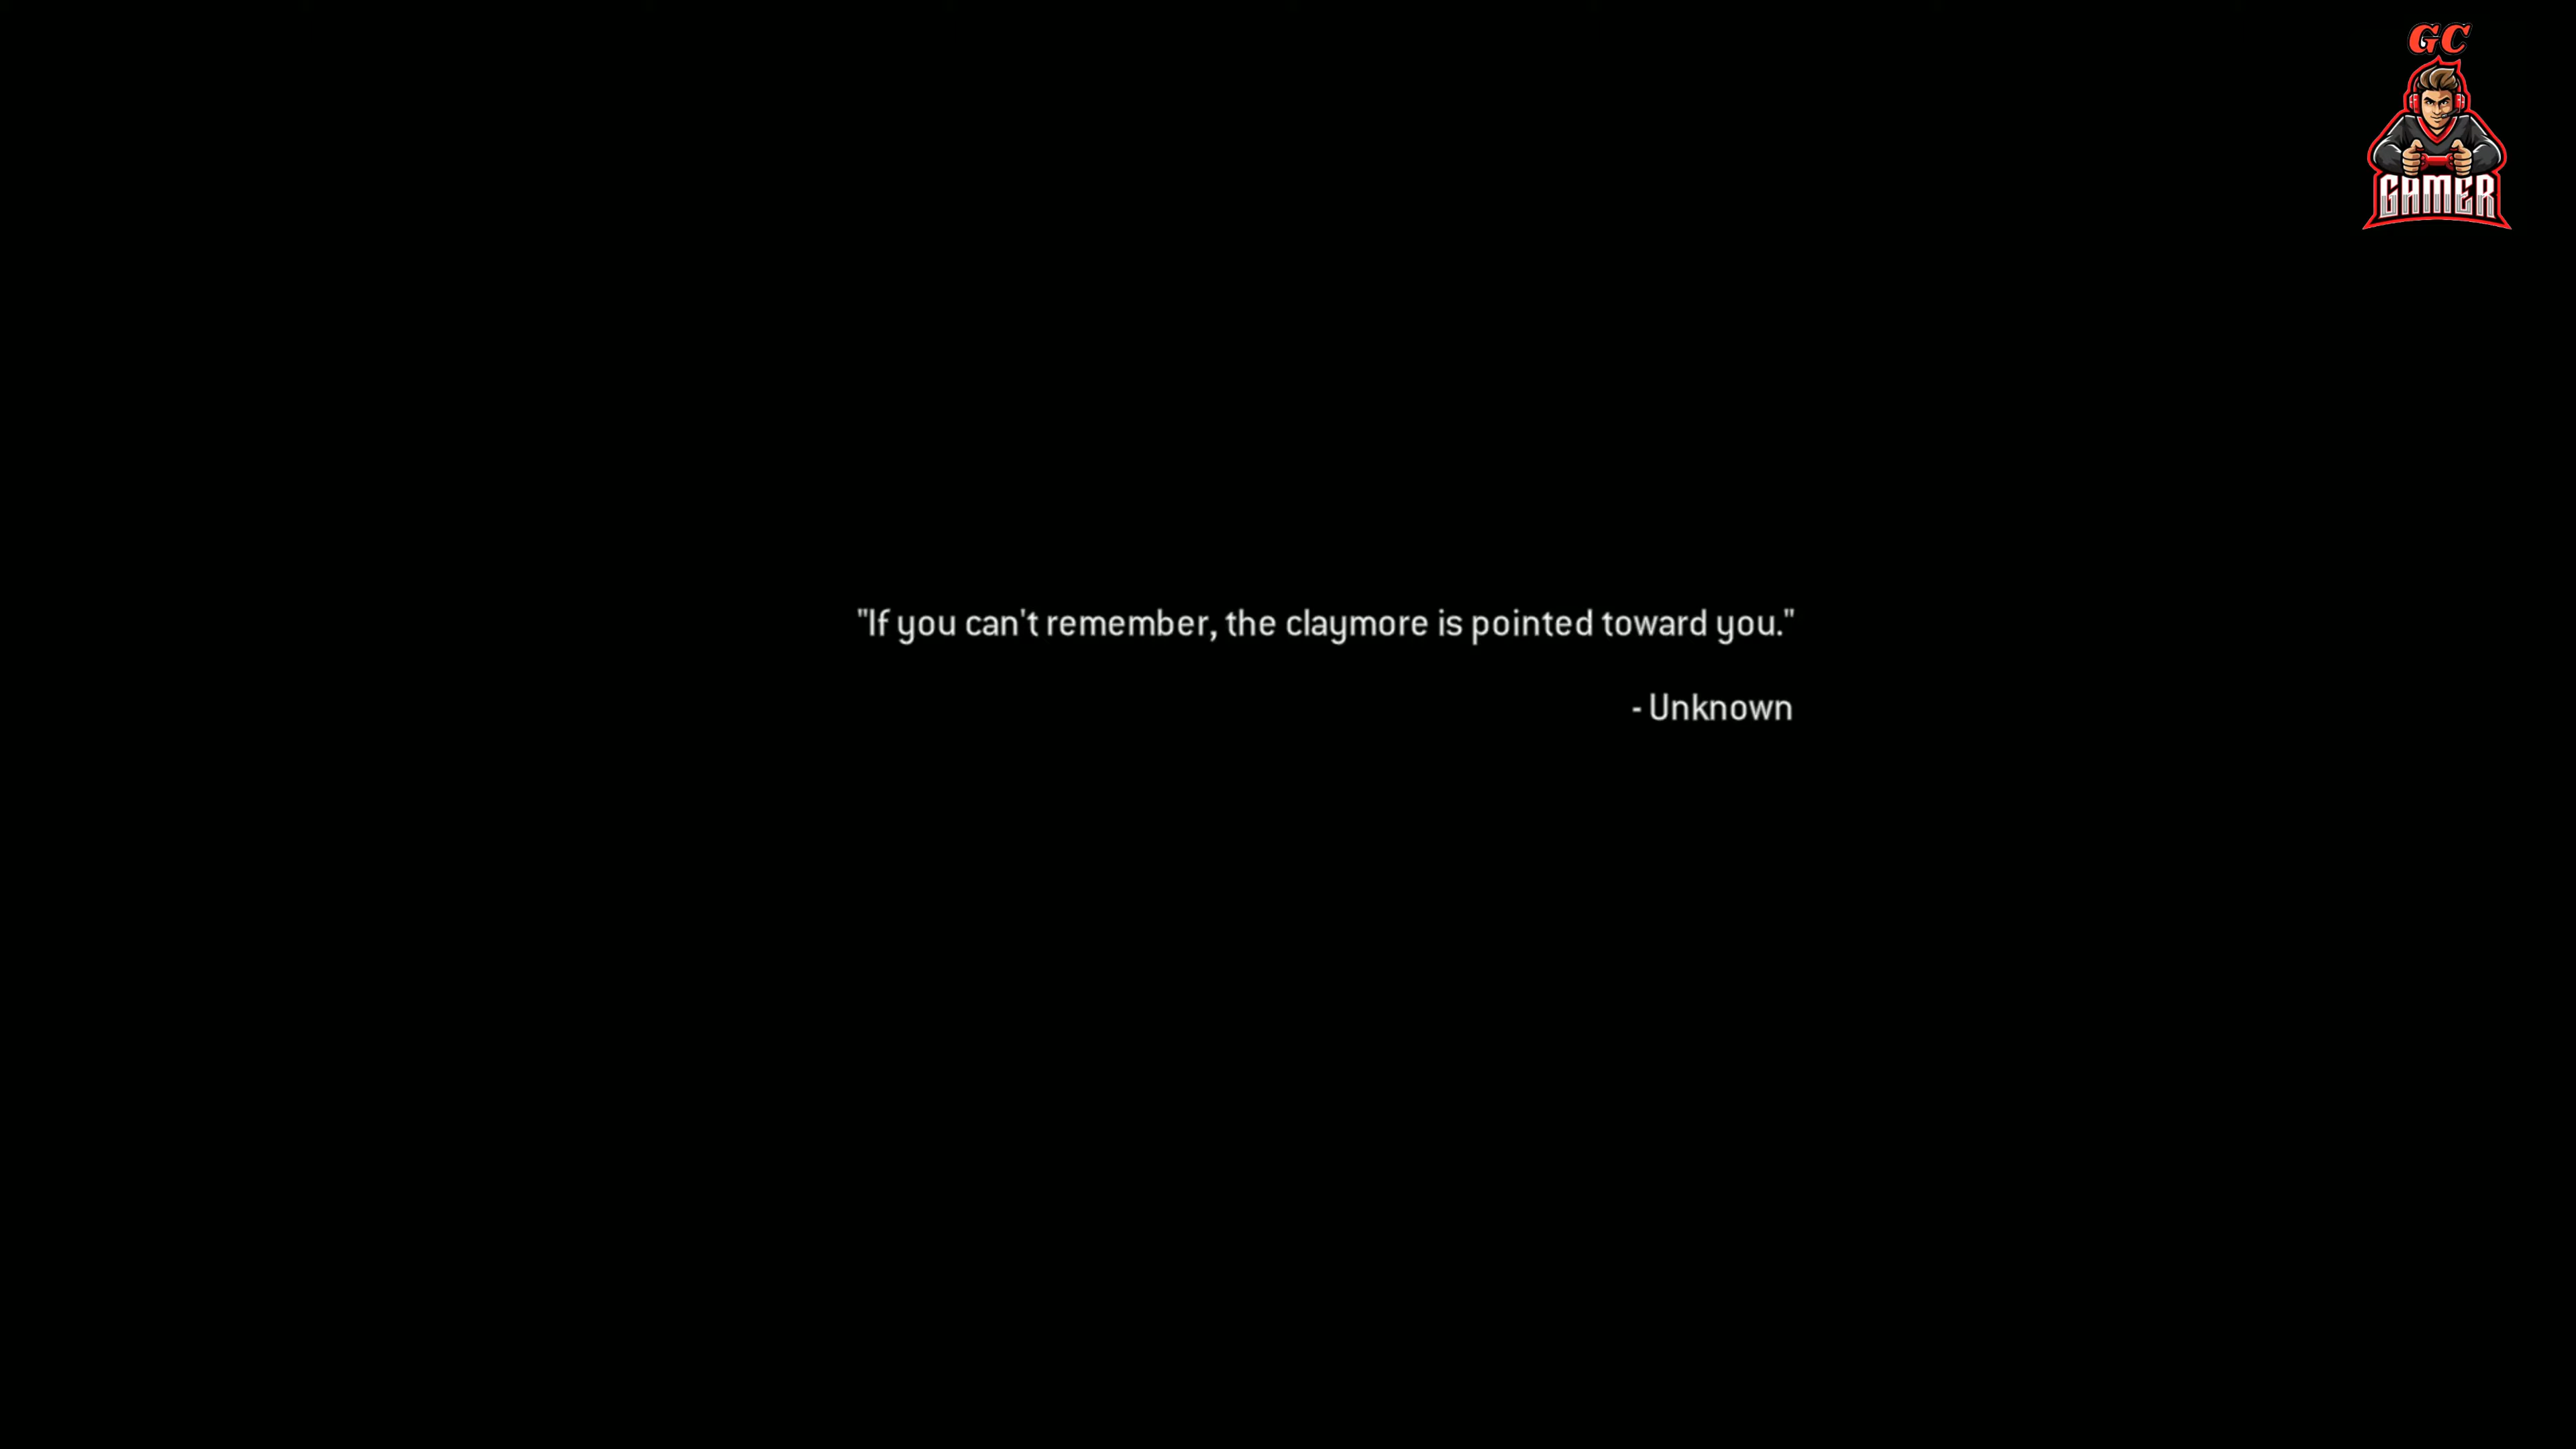 GC
GAMER
"If you can't remember, the claymore is pointed toward you."
- Unknown